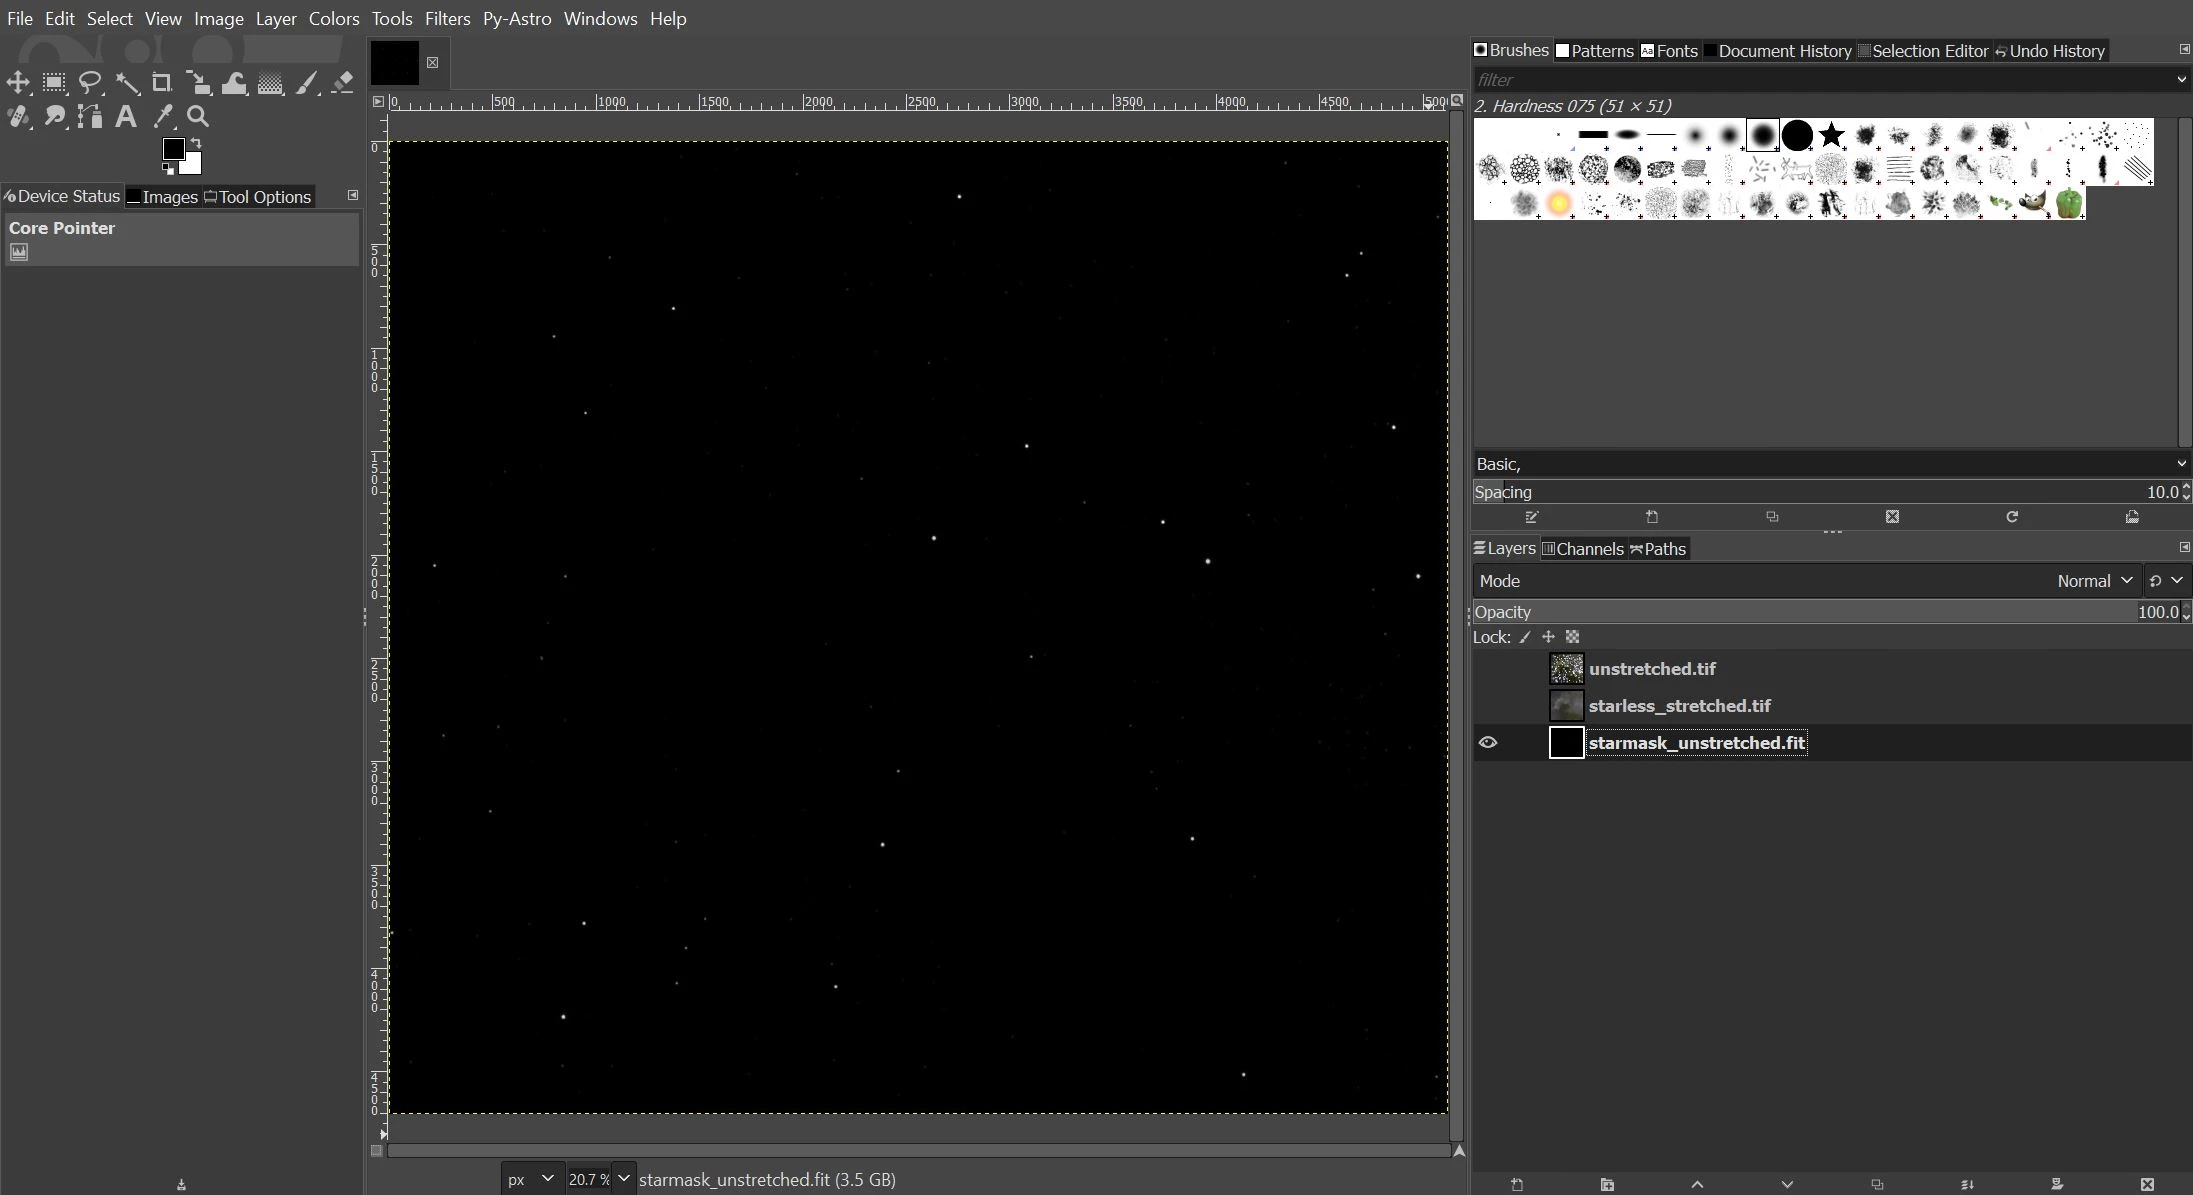 File Edit Select View Image Layer Colors Tools Filters Py-Astro Windows Help
Device Status Images Tool Options
Core Pointer
0 500 1000 1500 2000 2500 3000 3500 4000 4500 500
0
500
1000
1500
2000
2500
3000
3500
4000
4500
px 20.7 % starmask_unstretched.fit (3.5 GB)
Brushes Patterns Aa Fonts Document History Selection Editor Undo History
filter
2. Hardness 075 (51 × 51)
Basic,
Spacing 10.0
Layers Channels Paths
Mode Normal
Opacity 100.0
Lock:
unstretched.tif
starless_stretched.tif
starmask_unstretched.fit